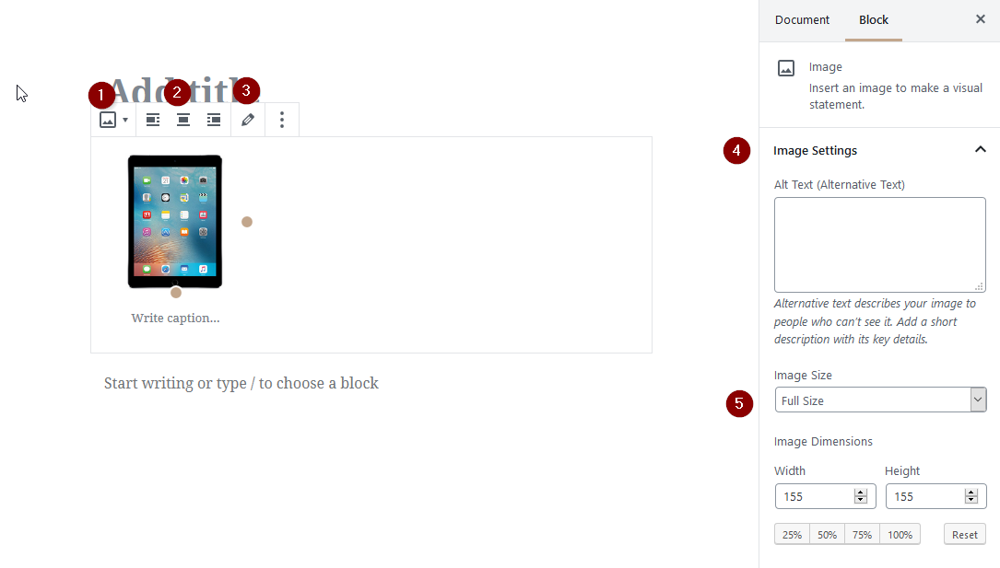 Document Block
Image
Insert an image to make a visual
statement.
Add title
1 2 3
4 Image Settings
Alt Text (Alternative Text)
Write caption...
Alternative text describes your image to
people who can't see it. Add a short
description with its key details.
Start writing or type / to choose a block
Image Size
5 Full Size
Image Dimensions
Width Height
155 155
25% 50% 75% 100% Reset